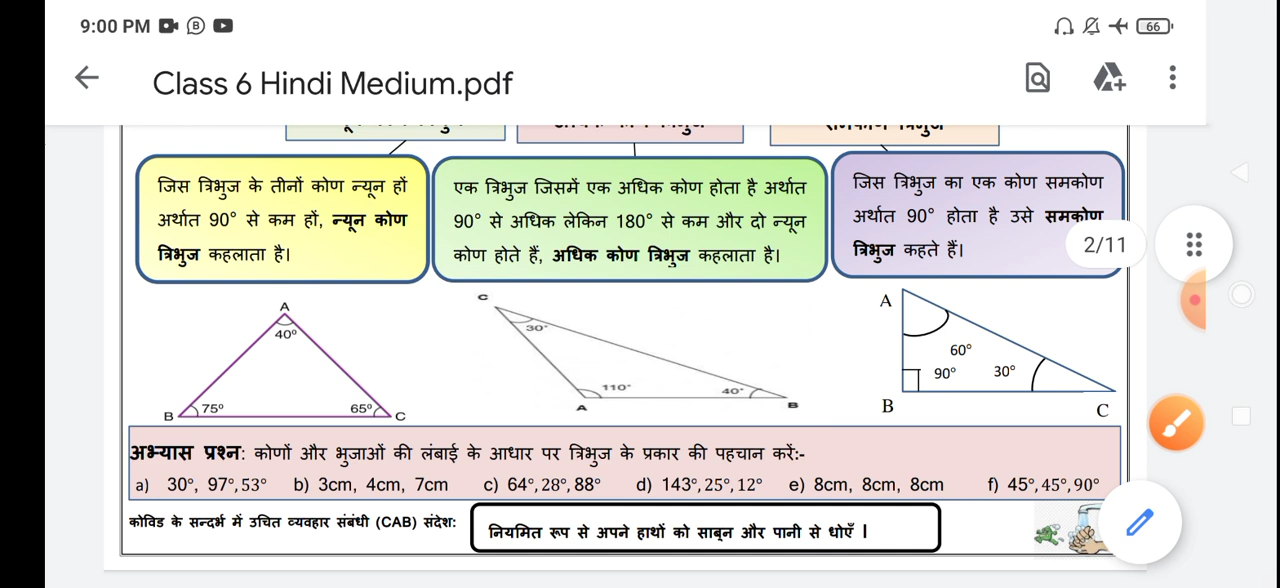 9:00 PM
66
Class 6 Hindi Medium.pdf
जिस त्रिभुज के तीनों कोण न्यून हों
अर्थात 90° से कम हों, न्यून कोण
त्रिभुज कहलाता है।
एक त्रिभुज जिसमें एक अधिक कोण होता है अर्थात
90° से अधिक लेकिन 180° से कम और दो न्यून
कोण होते हैं, अधिक कोण त्रिभुज कहलाता है।
जिस त्रिभुज का एक कोण समकोण
अर्थात 90° होता है उसे समकोण
त्रिभुज कहते हैं।
2/11
A
40°
B 75° 65° C
C
30°
110° 40°
A B
A
60°
90° 30°
B C
अभ्यास प्रश्न: कोणों और भुजाओं की लंबाई के आधार पर त्रिभुज के प्रकार की पहचान करें:-
a) 30°, 97°, 53° b) 3cm, 4cm, 7cm c) 64°, 28°, 88° d) 143°, 25°, 12° e) 8cm, 8cm, 8cm f) 45°, 45°, 90°
कोविड के सन्दर्भ में उचित व्यवहार संबंधी (CAB) संदेश:
नियमित रूप से अपने हाथों को साबुन और पानी से धोएँ ।